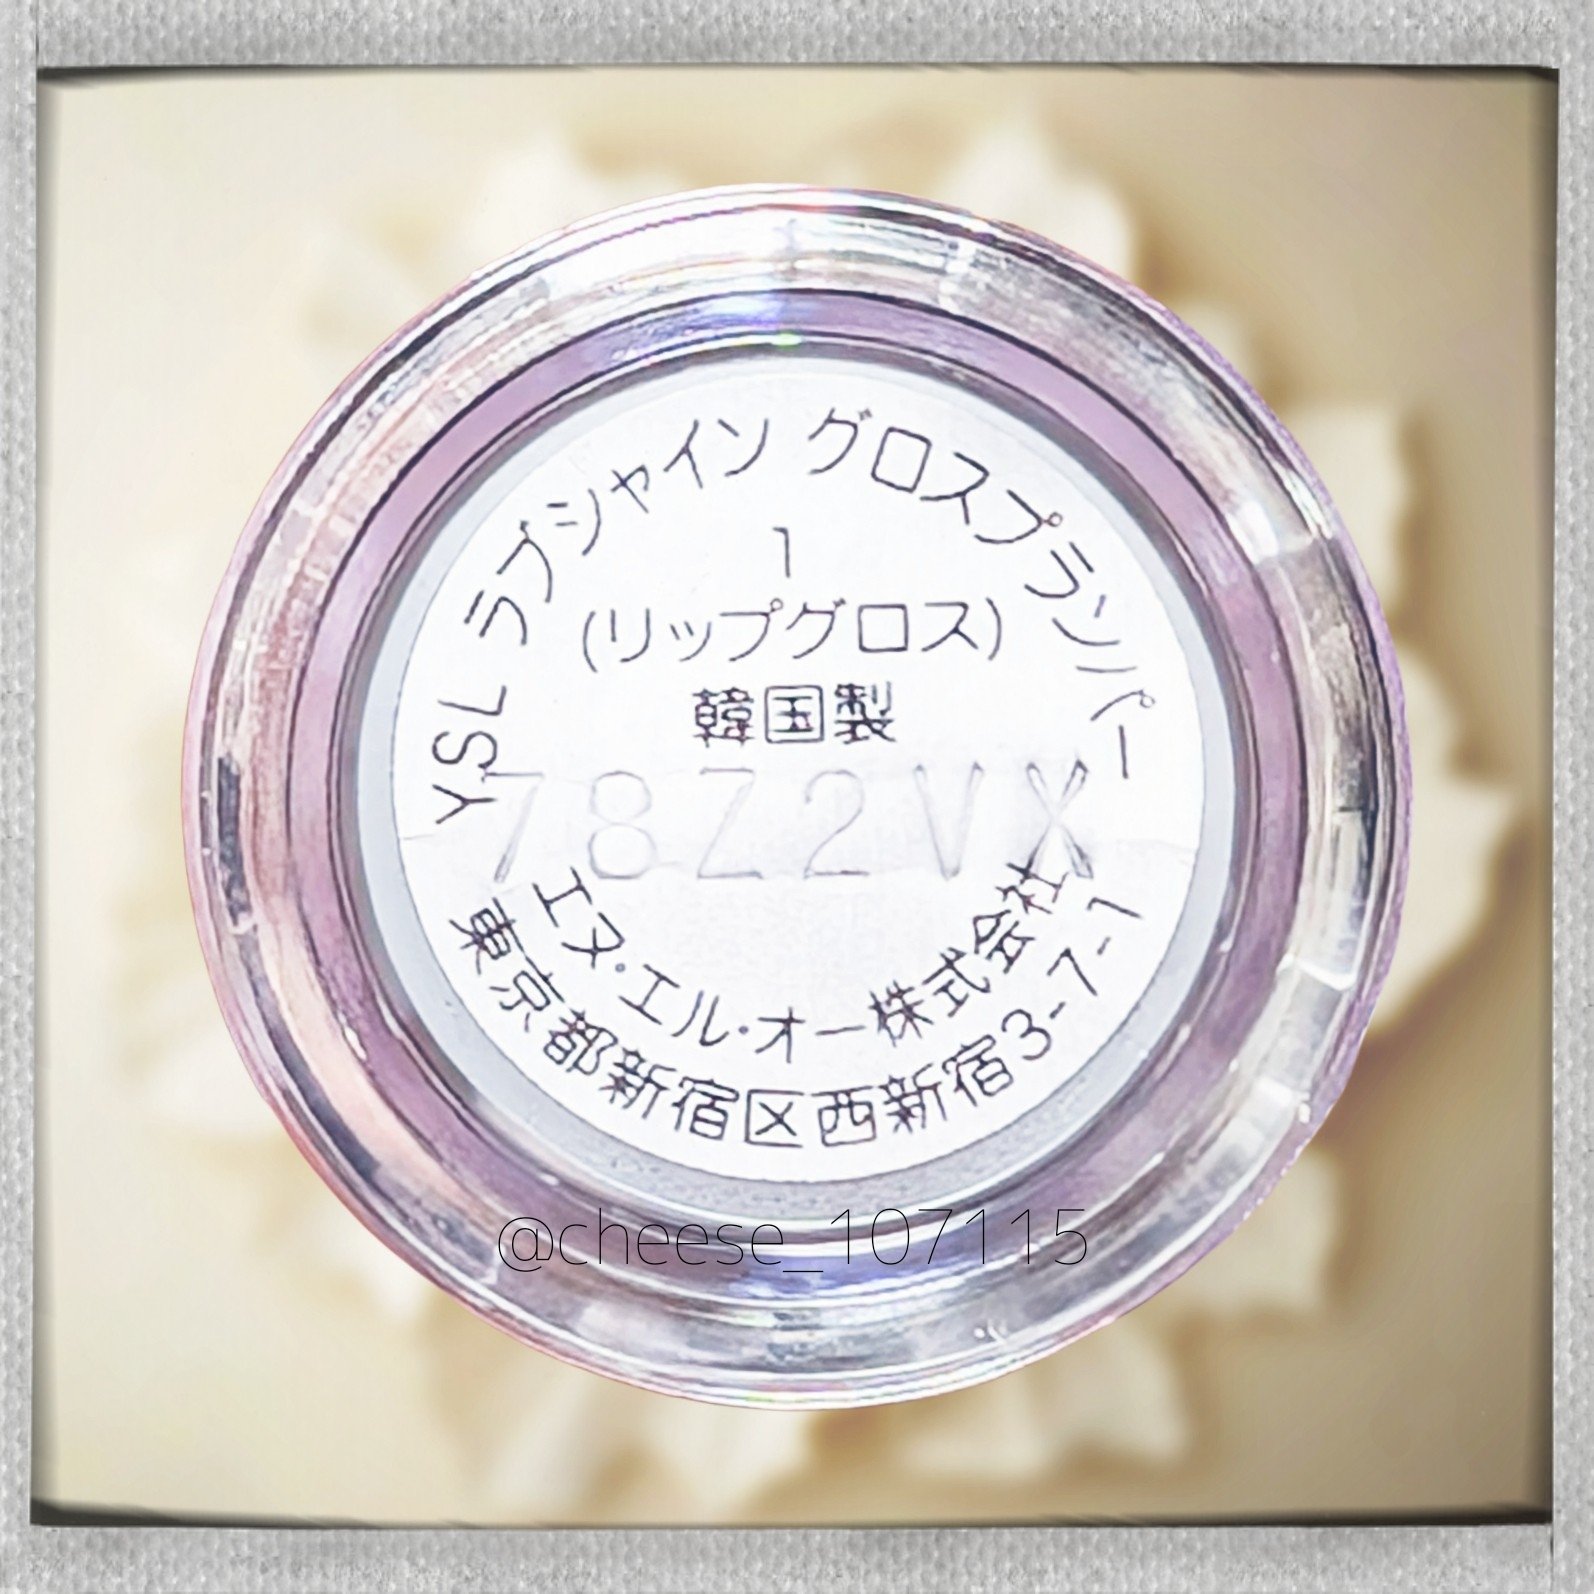 YSL ラブシャイン グロスプランパー
1
(リップグロス)
韓国製
78Z2VX
エヌ・エル・オー株式会社
東京都新宿区西新宿3-7-1
@cheese_107115